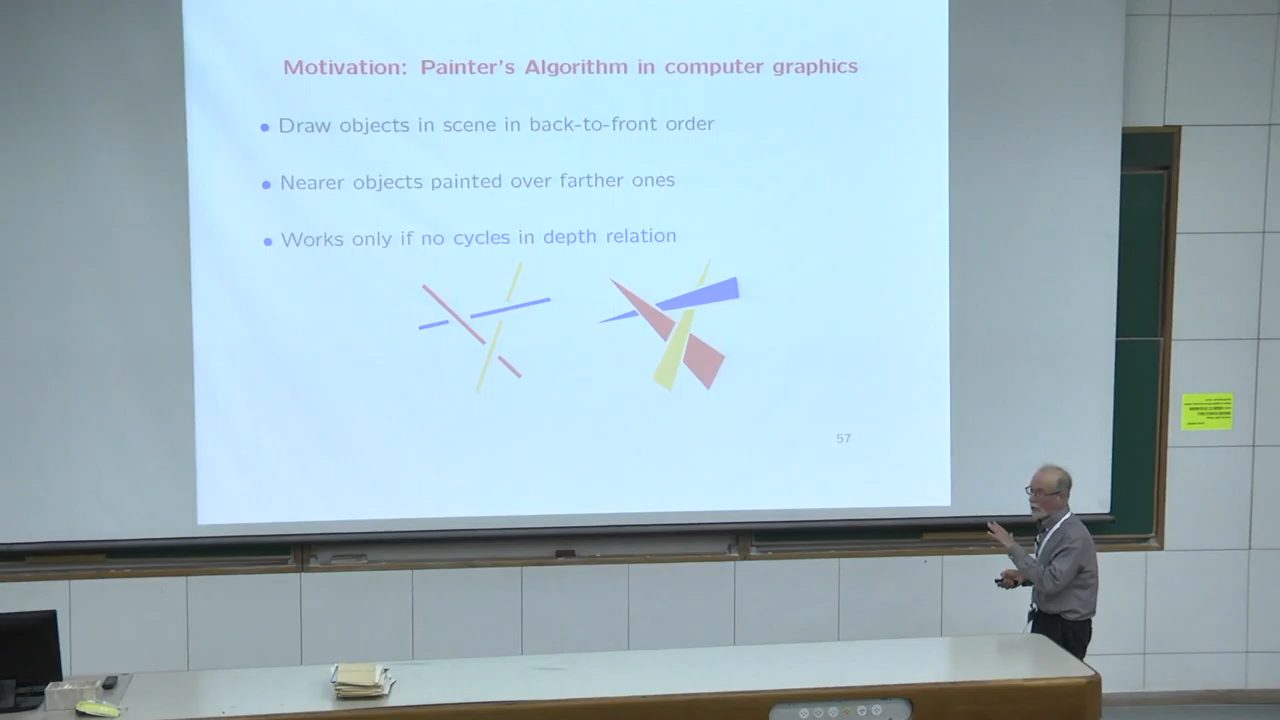 Motivation: Painter's Algorithm in computer graphics
• Draw objects in scene in back-to-front order
• Nearer objects painted over farther ones
• Works only if no cycles in depth relation
57